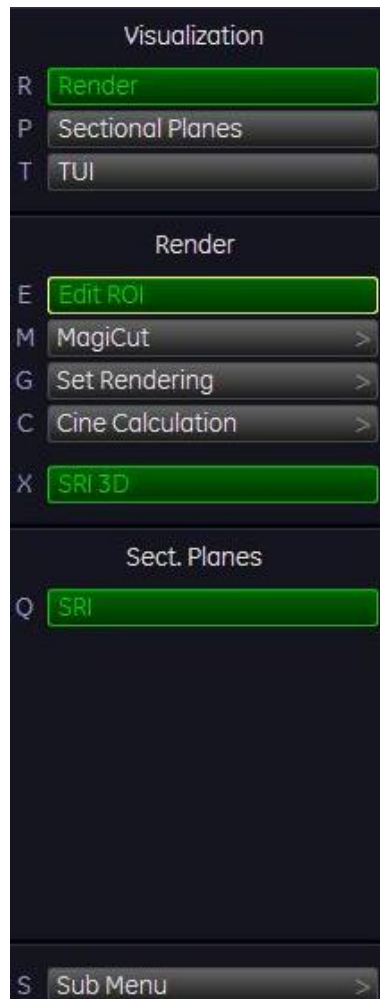 Visualization
R Render
P Sectional Planes
T TUI
Render
E Edit ROI
M MagiCut >
G Set Rendering >
C Cine Calculation >
X SRI 3D
Sect. Planes
Q SRI
S Sub Menu >